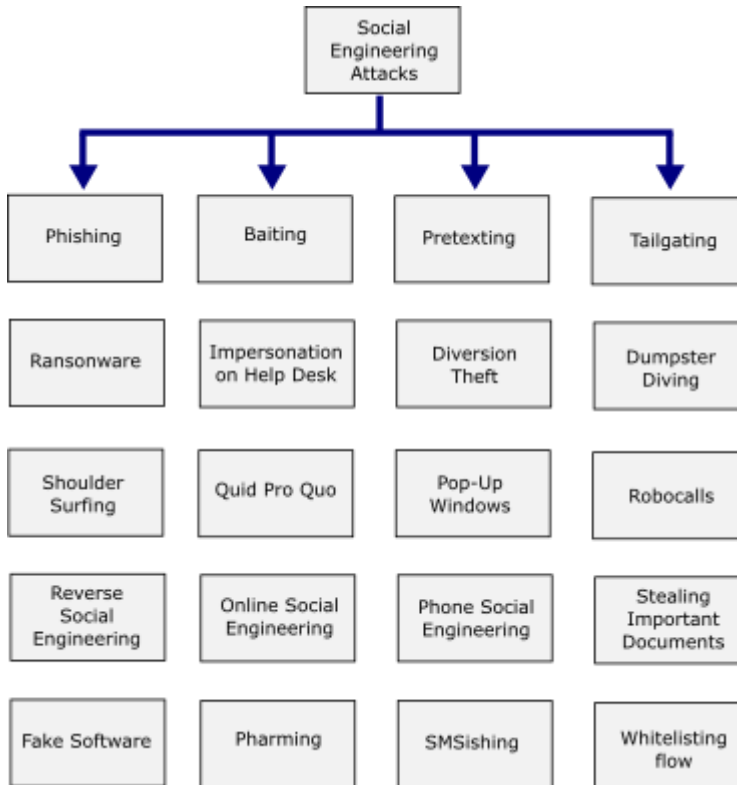 Social
Engineering
Attacks
Phishing
Baiting
Pretexting
Tailgating
Ransonware
Impersonation
on Help Desk
Diversion
Theft
Dumpster
Diving
Shoulder
Surfing
Quid Pro Quo
Pop-Up
Windows
Robocalls
Reverse
Social
Engineering
Online Social
Engineering
Phone Social
Engineering
Stealing
Important
Documents
Fake Software
Pharming
SMSishing
Whitelisting
flow